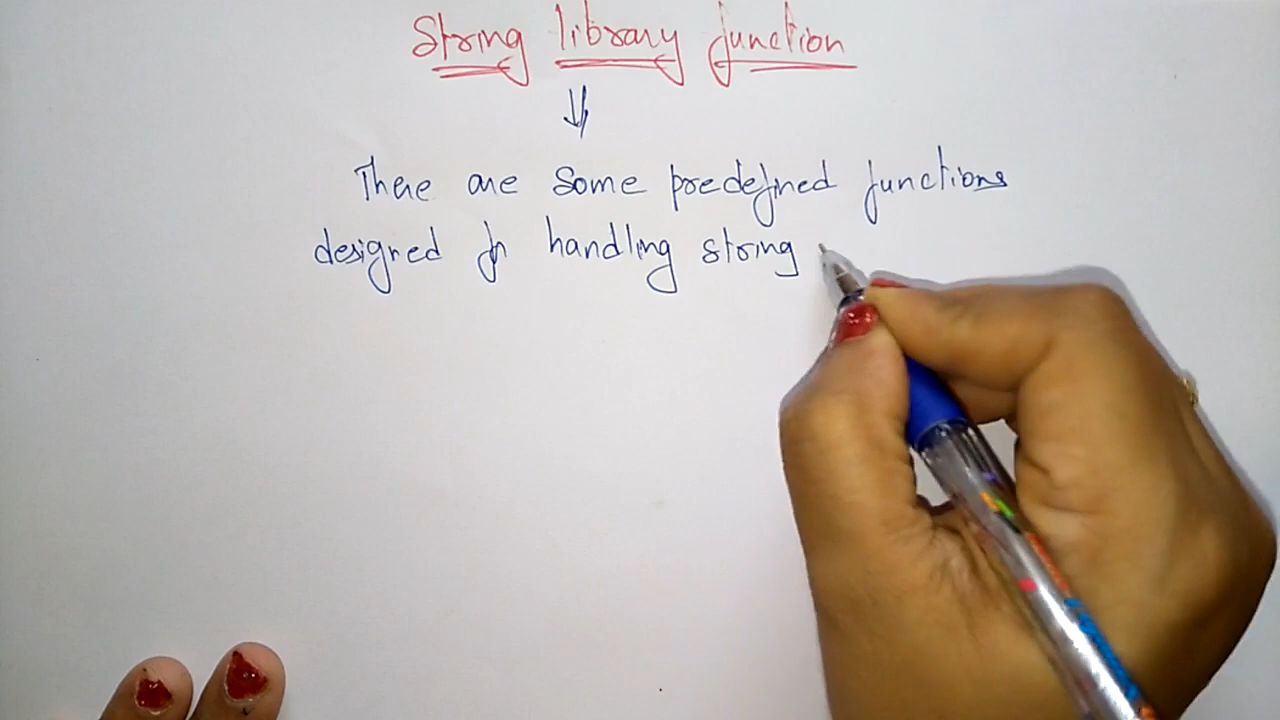 String library function
There are some predefined functions
designed for handling string